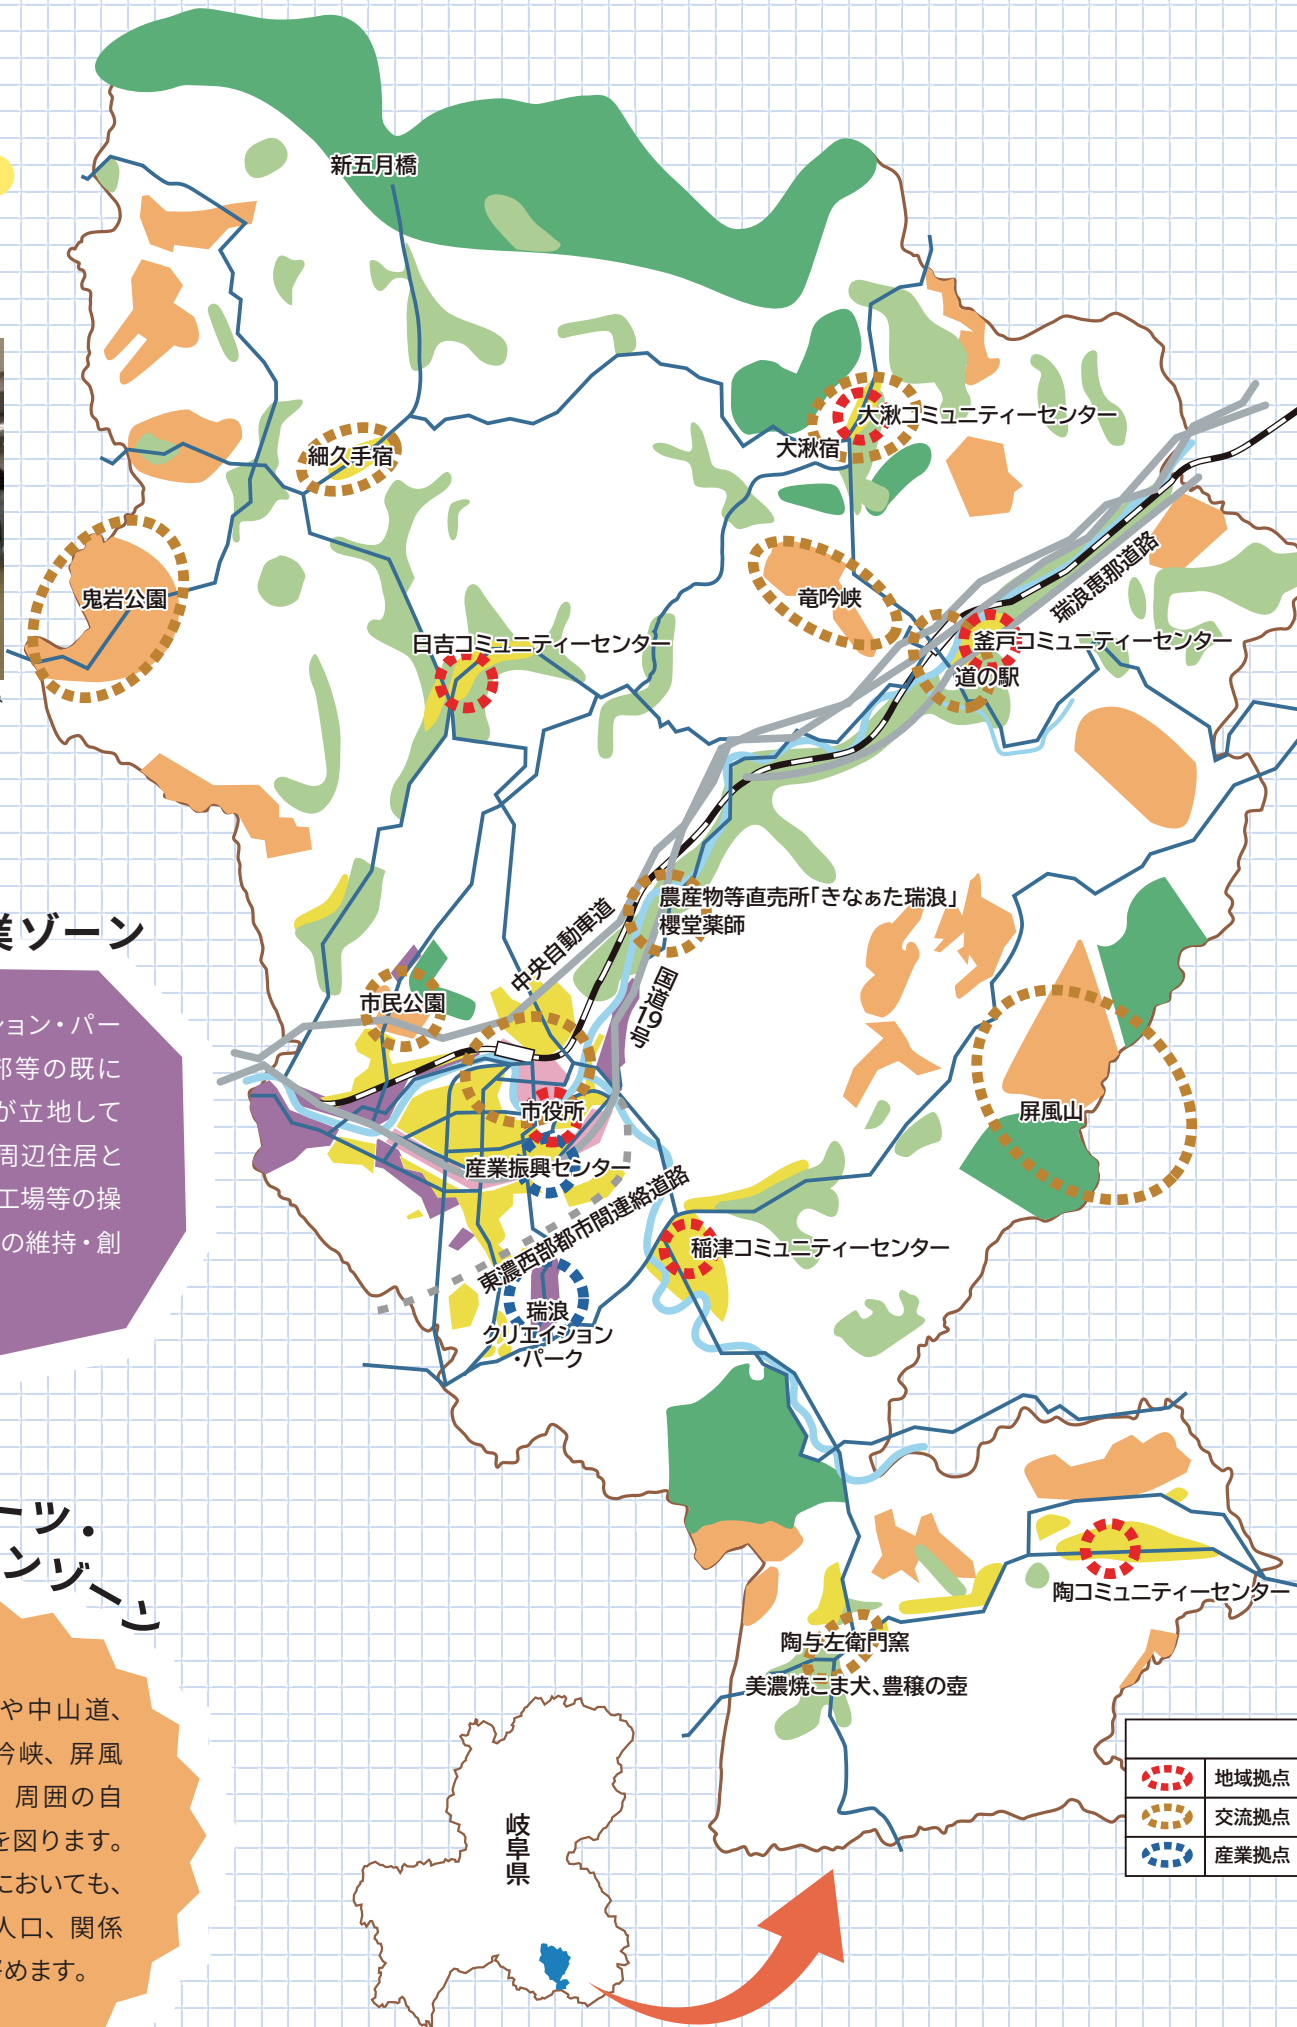 新五月橋
大湫コミュニティーセンター
大湫宿
細久手宿
瑞浪恵那道路
鬼岩公園
竜吟峡
日吉コミュニティーセンター
釜戸コミュニティーセンター
道の駅
農産物等直売所「きなぁた瑞浪」
櫻堂薬師
中央自動車道
国道19号
市民公園
市役所
屏風山
産業振興センター
東濃西部都市間連絡道路
稲津コミュニティーセンター
瑞浪
クリエイション
・パーク
陶コミュニティーセンター
陶与左衛門窯
美濃焼こま犬、豊穣の壺
業ゾーン
ション・パー
部等の既に
が立地して
周辺住居と
工場等の操
の維持・創
ーツ・
ンゾーン
や中山道、
吟峡、屏風
周囲の自
を図ります。
においても、
人口、関係
努めます。
岐阜県
地域拠点
交流拠点
産業拠点